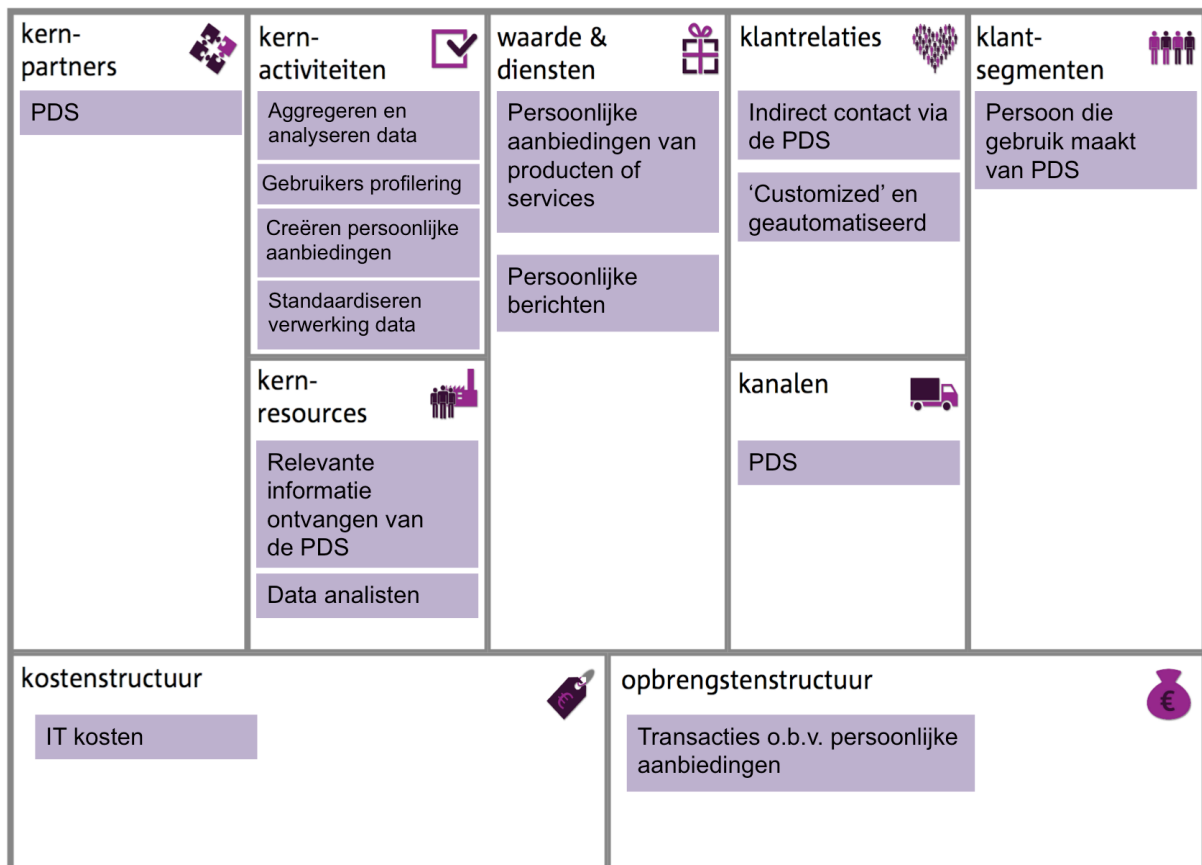 kern-
partners
PDS
kern-
activiteiten
Aggregeren en
analyseren data
Gebruikers profilering
Creëren persoonlijke
aanbiedingen
Standaardiseren
verwerking data
kern-
resources
Relevante
informatie
ontvangen van
de PDS
Data analisten
waarde &
diensten
Persoonlijke
aanbiedingen van
producten of
services
Persoonlijke
berichten
klantrelaties
Indirect contact via
de PDS
‘Customized’ en
geautomatiseerd
kanalen
PDS
klant-
segmenten
Persoon die
gebruik maakt
van PDS
kostenstructuur
€
IT kosten
opbrengstenstructuur
€
Transacties o.b.v. persoonlijke
aanbiedingen